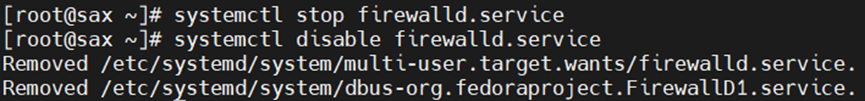 [root@sax ~]# systemctl stop firewalld.service
[root@sax ~]# systemctl disable firewalld.service
Removed /etc/systemd/system/multi-user.target.wants/firewalld.service.
Removed /etc/systemd/system/dbus-org.fedoraproject.FirewallD1.service.